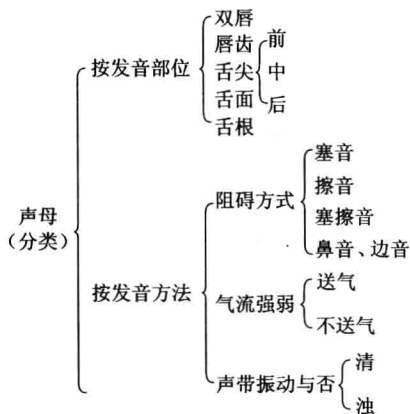 声母
（分类）
按发音部位
双唇
唇齿
舌尖
前
中
后
舌面
舌根
按发音方法
阻碍方式
塞音
擦音
塞擦音
鼻音、边音
气流强弱
送气
不送气
声带振动与否
清
浊